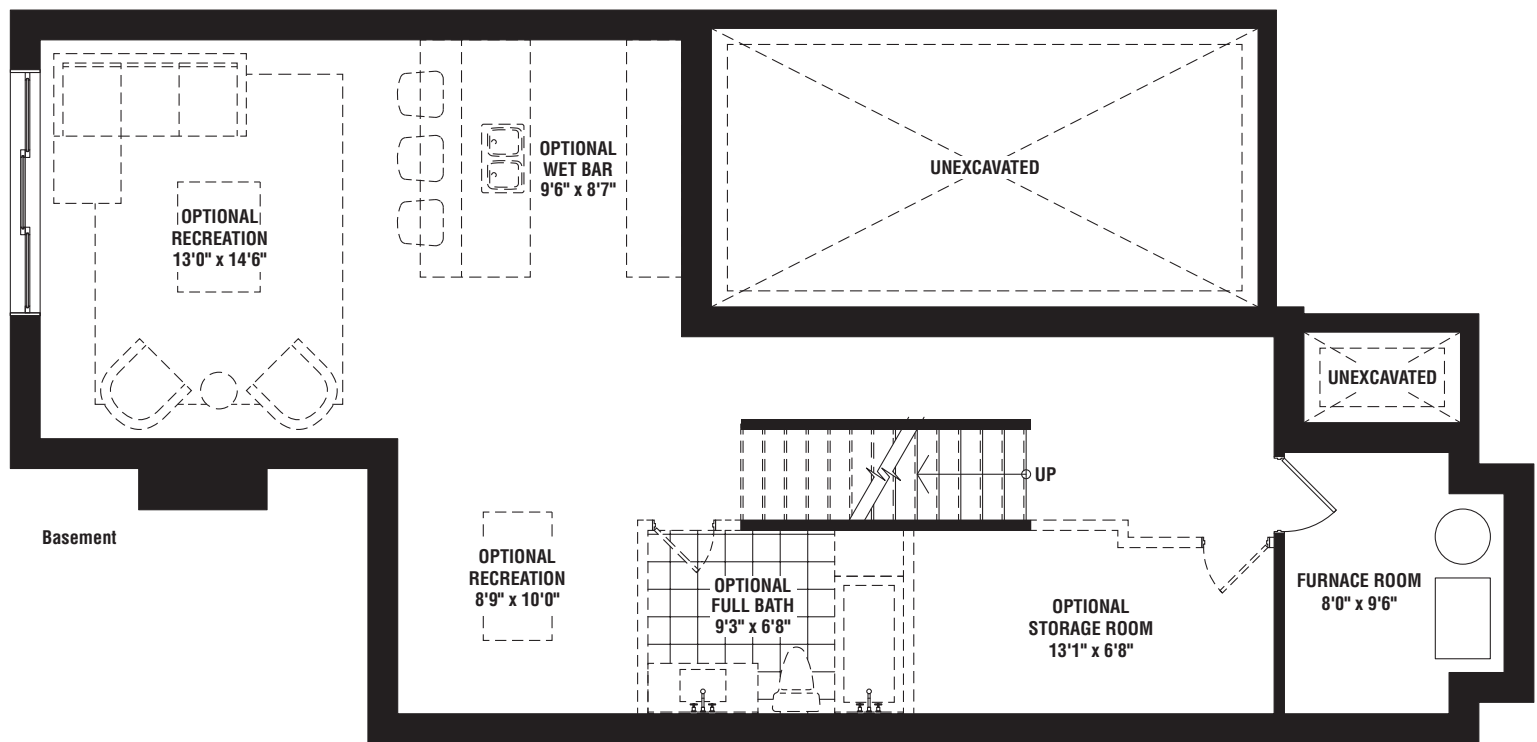 OPTIONAL
WET BAR
9'6" x 8'7"
UNEXCAVATED
OPTIONAL
RECREATION
13'0" x 14'6"
UNEXCAVATED
UP
Basement
OPTIONAL
RECREATION
8'9" x 10'0"
OPTIONAL
FULL BATH
9'3" x 6'8"
OPTIONAL
STORAGE ROOM
13'1" x 6'8"
FURNACE ROOM
8'0" x 9'6"